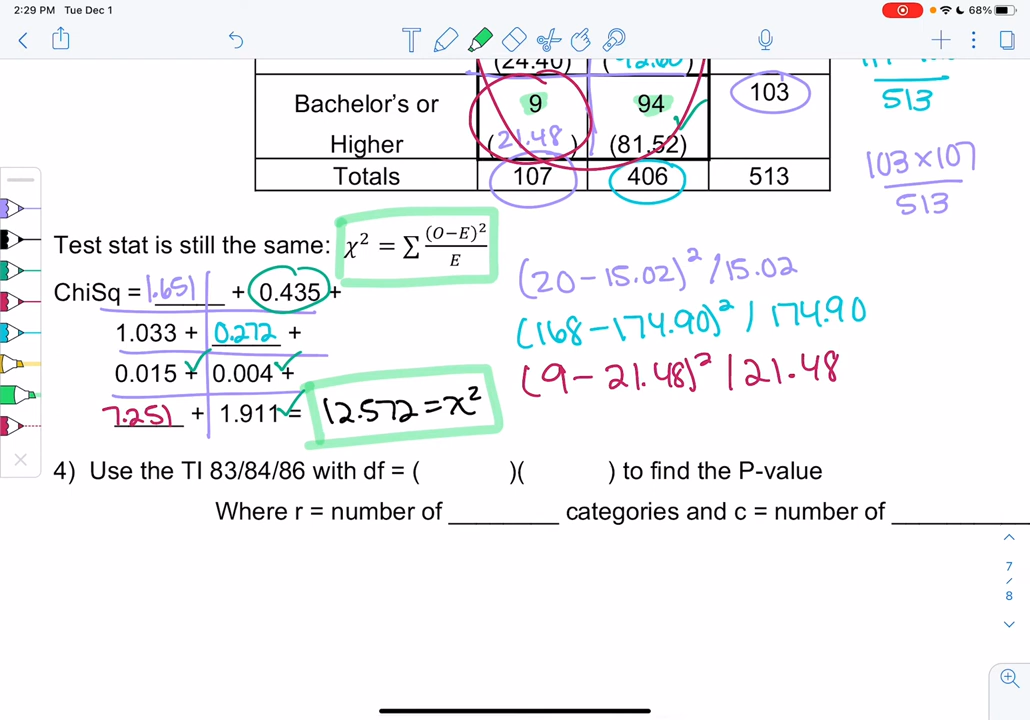 2:29 PM Tue Dec 1
68%
T
(24.40)
513
Bachelor's or 9 94 103
Higher (21.48) (81.52)
Totals 107 406 513
103×107
513
Test stat is still the same: χ² = Σ (O−E)²
E
(20 − 15.02)² / 15.02
ChiSq = 1.651 + 0.435 +
(168 − 174.90)² / 174.90
1.033 + 0.272 +
(9 − 21.48)² / 21.48
0.015 + 0.004 +
7.251 + 1.911 = 12.572 = χ²
4) Use the TI 83/84/86 with df = ( )( ) to find the P-value
Where r = number of ________ categories and c = number of __________
7
/
8